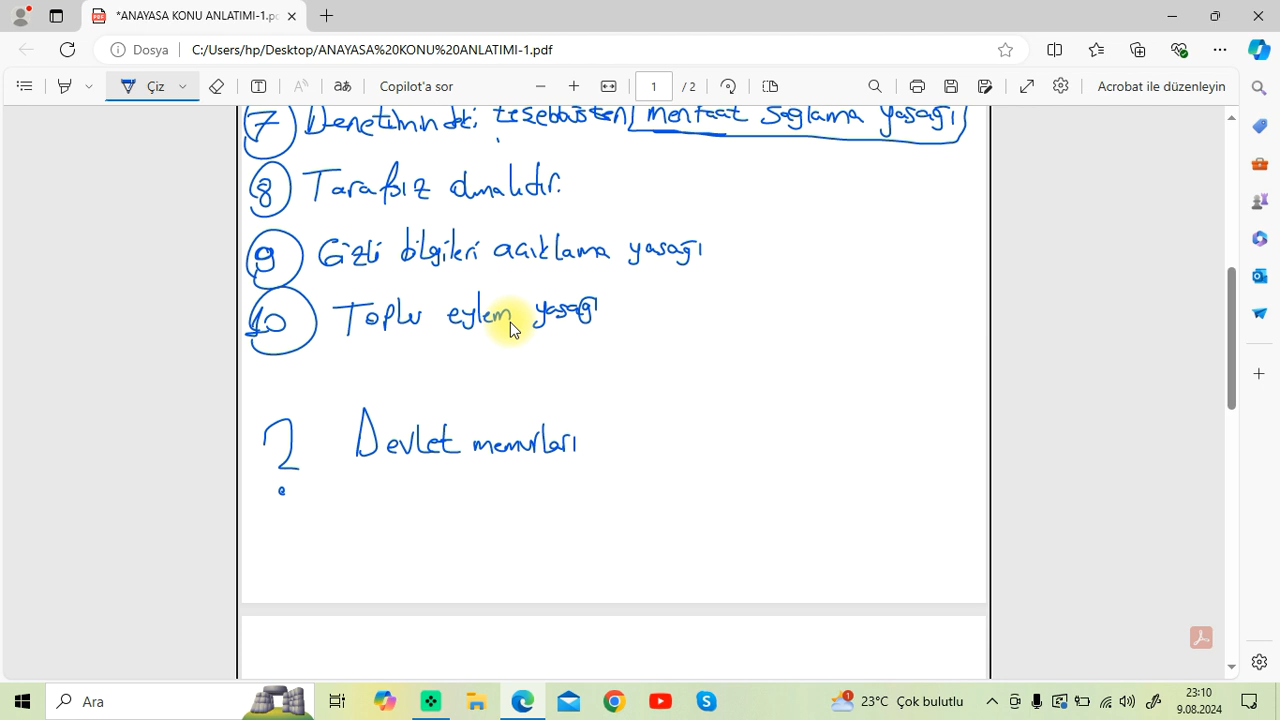 *ANAYASA KONU ANLATIMI-1.pc
Dosya C:/Users/hp/Desktop/ANAYASA%20KONU%20ANLATIMI-1.pdf
Çiz Copilot'a sor 1 / 2 Acrobat ile düzenleyin
7 Denetimindeki teşebbüsten menfaat Sağlama yasağı
8 Tarafsız olmalıdır.
9 Gizli bilgileri açıklama yasağı
10 Toplu eylem yasağı
? Devlet memurları
Ara 23°C Çok bulutlu 23:10
9.08.2024